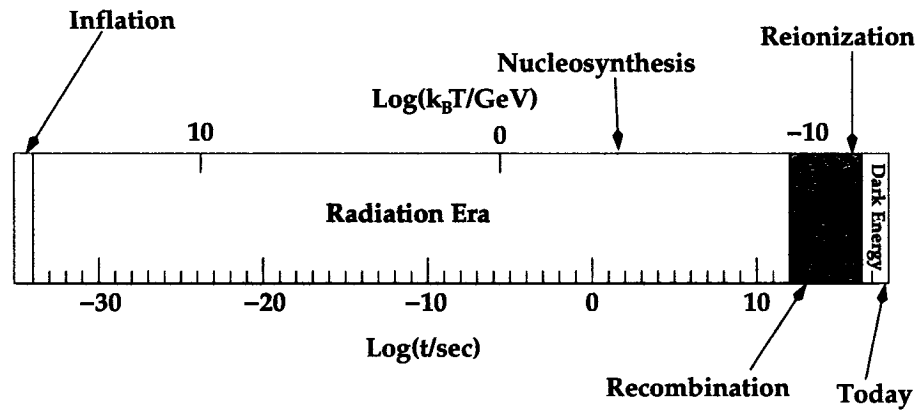 Inflation
Reionization
Nucleosynthesis
Log(k_BT/GeV)
10 0 −10
Radiation Era
Dark Energy
−30 −20 −10 0 10
Log(t/sec)
Recombination
Today